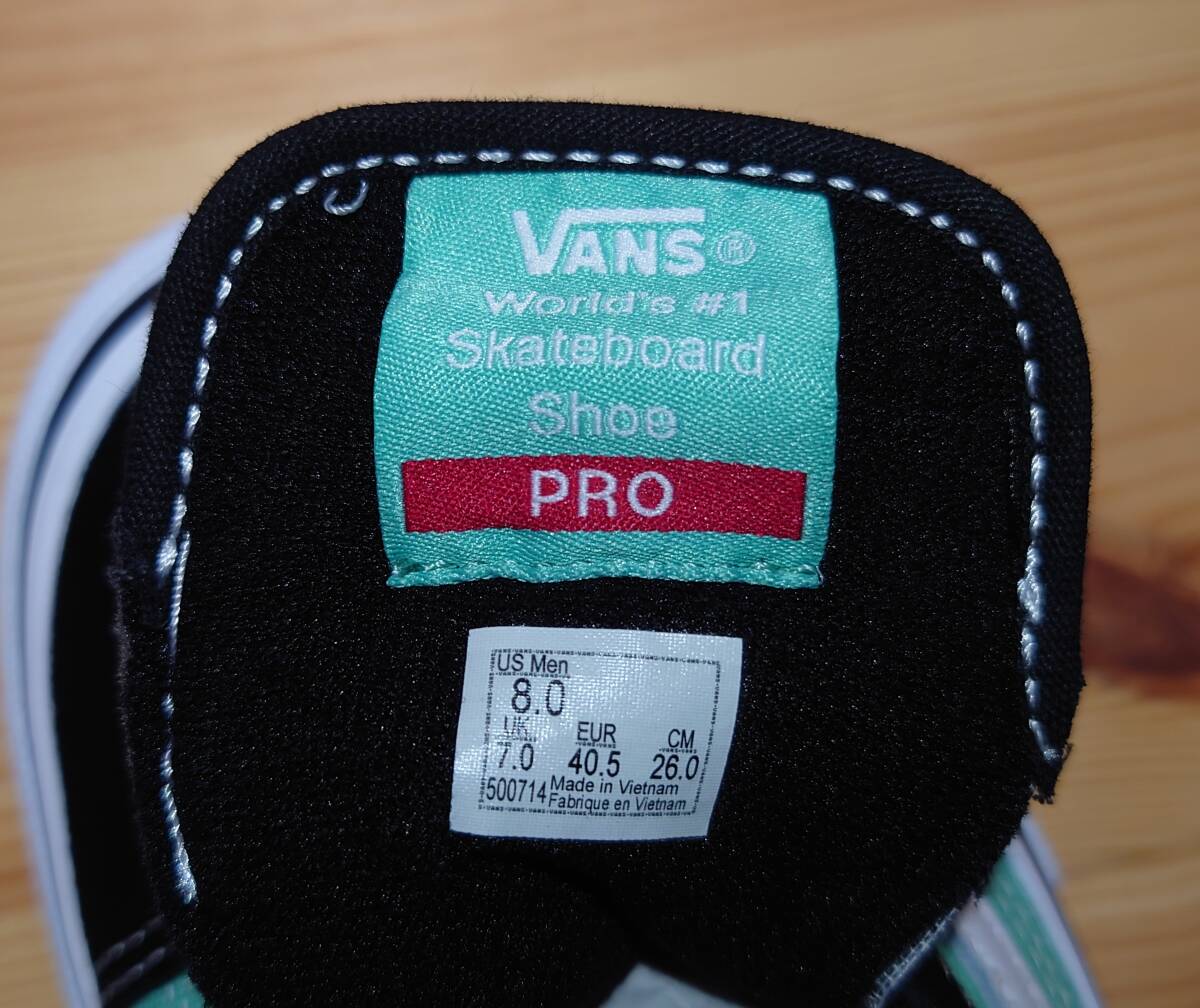 VANS®
World's #1
Skateboard
Shoe
PRO
US Men
8.0
UK EUR CM
7.0 40.5 26.0
500714 Made in Vietnam
Fabrique en Vietnam